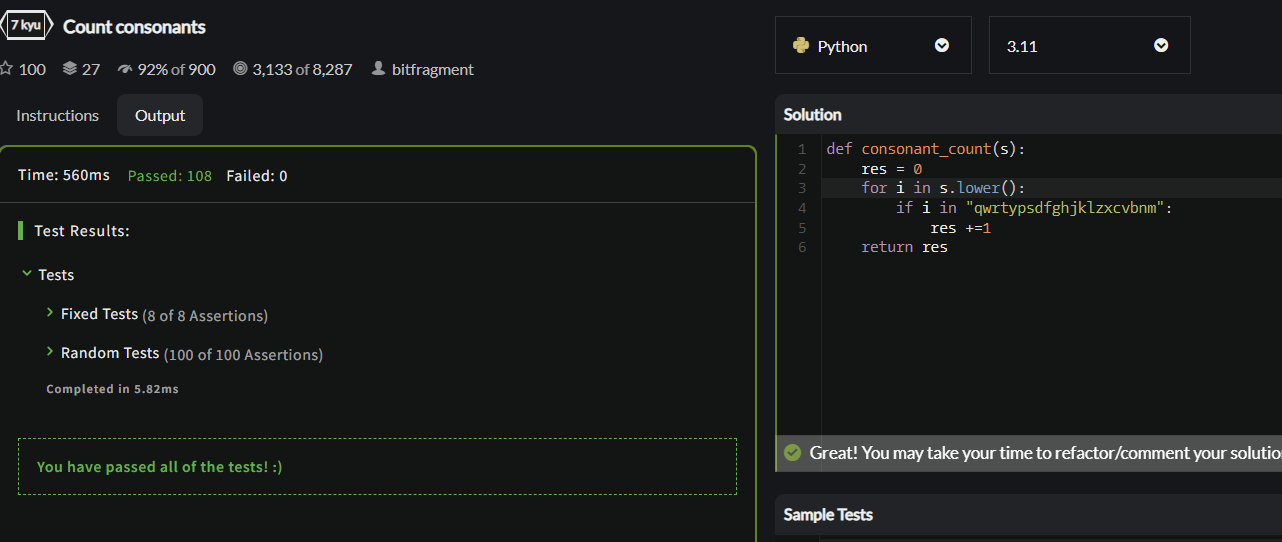 7 kyu Count consonants
100 27 92% of 900 3,133 of 8,287 bitfragment
Instructions Output
Time: 560ms Passed: 108 Failed: 0
Test Results:
Tests
Fixed Tests (8 of 8 Assertions)
Random Tests (100 of 100 Assertions)
Completed in 5.82ms
You have passed all of the tests! :)
Python 3.11
Solution
1 def consonant_count(s):
2     res = 0
3     for i in s.lower():
4         if i in "qwrtypsdfghjklzxcvbnm":
5             res +=1
6     return res
Great! You may take your time to refactor/comment your solutio
Sample Tests